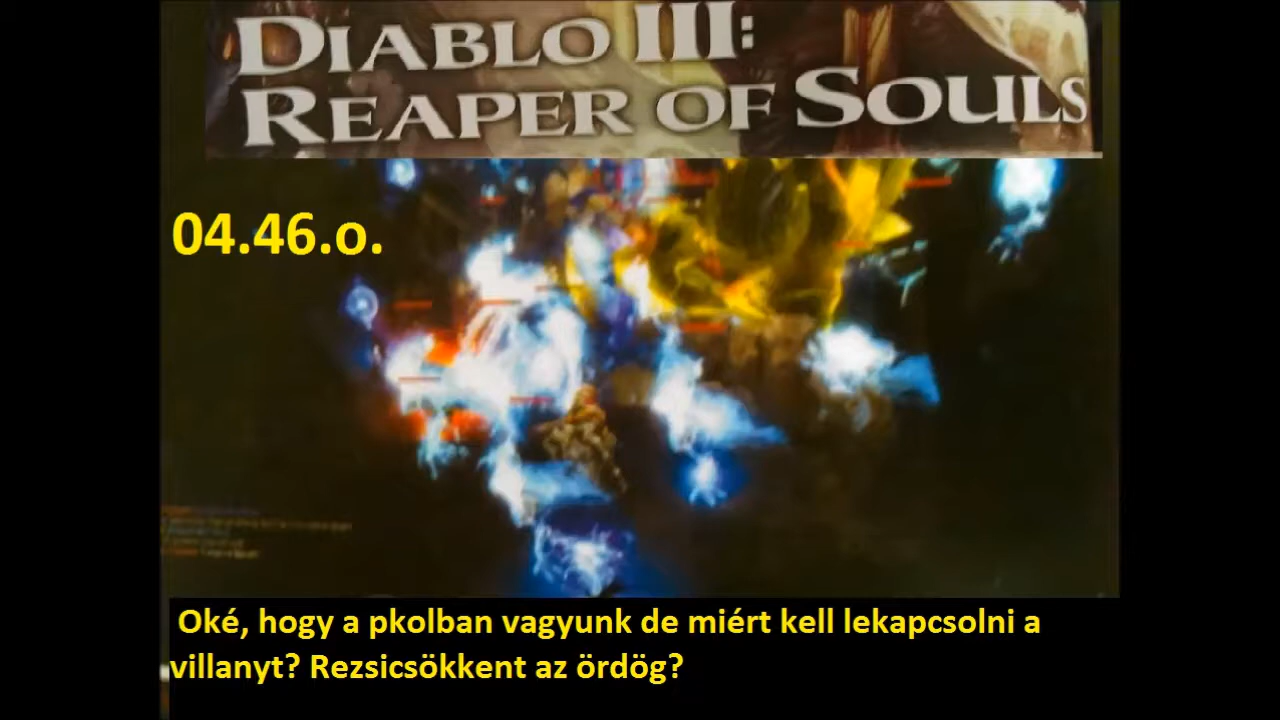 DIABLO III:
REAPER OF SOULS
04.46.o.
Oké, hogy a pkolban vagyunk de miért kell lekapcsolni a
villanyt? Rezsicsökkent az ördög?